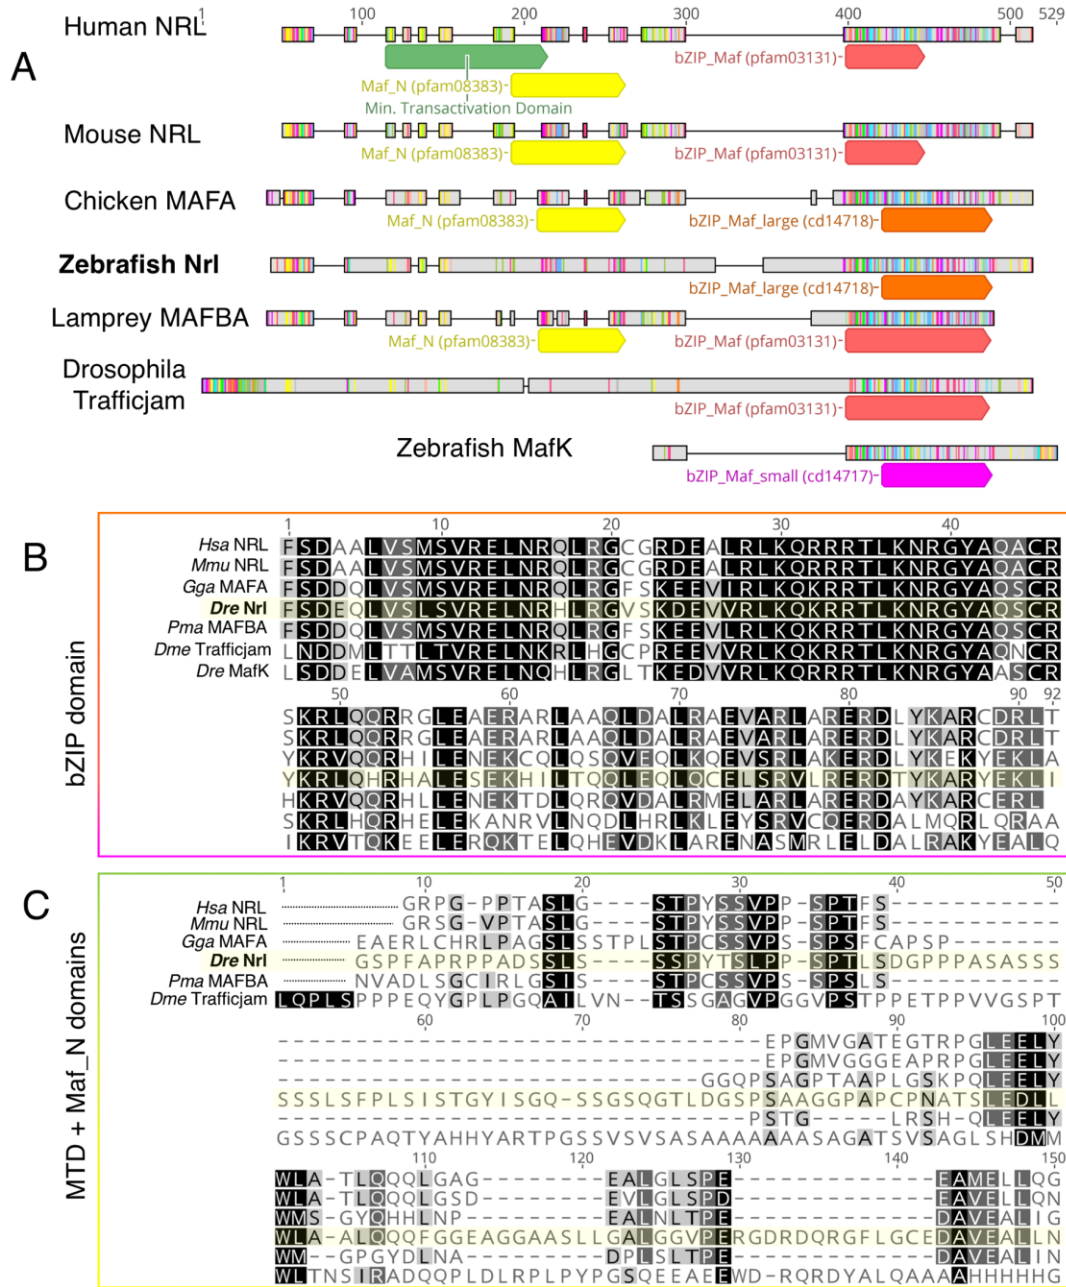 1 100 200 300 400 500 529
A
Human NRL
bZIP_Maf (pfam03131)
Maf_N (pfam08383)
Min. Transactivation Domain
Mouse NRL
Maf_N (pfam08383) bZIP_Maf (pfam03131)
Chicken MAFA
Maf_N (pfam08383) bZIP_Maf_large (cd14718)
Zebrafish Nrl
bZIP_Maf_large (cd14718)
Lamprey MAFBA
Maf_N (pfam08383) bZIP_Maf (pfam03131)
Drosophila
Trafficjam
bZIP_Maf (pfam03131)
Zebrafish MafK
bZIP_Maf_small (cd14717)
B
bZIP domain
1 10 20 30 40
Hsa NRL FSDAALVSMSVRELNRQLRGCGRDEALRLKQRRRTLKNRGYAQACR
Mmu NRL FSDAALVSMSVRELNRQLRGCGRDEALRLKQRRRTLKNRGYAQACR
Gga MAFA FSDDQLVSMSVRELNRQLRGFSKEEVIRLKQKRRTLKNRGYAQSCR
Dre Nrl FSDEQLVSLSVRELNRHLRGVSKDEVVRLKQKRRTLKNRGYAQSCR
Pma MAFBA FSDDQLVSMSVRELNRQLRGFSKEEVLRLKQKRRTLKNRGYAQSCR
Dme Trafficjam LNDDMLTTLTVRELNKRLHGCPREEVVRLKQKRRTLKNRGYAQNCR
Dre MafK LSDDELVAMSVRELNQHLRGLTKEDVVRLKQRRRTLKNRGYAASCR
50 60 70 80 90 92
SKRLQQRRGLEAERARLAAQLDALRAEVARLARERDLYKARCDRLT
SKRLQQRRGLEAERARLAAQLDALRAEVSRLARERDLYKARCDRLT
YKRVQQRHILENEKCQLQSQVEQLKQEVSRLAKERDLYKEKYEKLA
YKRLQHRHALESEKHILTQQLEQLQCELSRVLRERDTYKARYEKLI
HKRVQQRHLLENEKTDLQRQVDALRMELARLARERDAYKARCERL
SKRLHQRHELEKANRVLNQDLHRLKLEYSRVCQERDALMQRLQRAA
IKRVTQKEELERQKTELQHEVDKLARENASMRLELDALRAKYEALQ
C
MTD + Maf_N domains
1 10 20 30 40 50
Hsa NRL GRPG-PPTASLG----STPYSSVPP-SPTFS
Mmu NRL GRSG-VPTASLG----STPYSSVPP-SPTFS
Gga MAFA EAERLCHRLPAGSLSSTPLSTPCSSVPS-SPSFCAPSP
Dre Nrl GSPFAPRPPADSSLS----SSPYTSLPP-SPTLSDGPPPASASSS
Pma MAFBA NVADLSGCIRLGSIS----STPCSSVPS-SPSLS
Dme Trafficjam LQPLSPPPEQYGPLPGQAILVN--TSSGAGVPGGVPSTPPETPPVVGSPT
60 70 80 90 100
EPGMVGATEGTRPGLEELY
EPGMVGGGEAPRPGLEELY
GGQPSAGPTAAPLGSKPQLEELY
SSSLSFPLSISTGYISGQ-SSGSQGTLDGSPSAAGGPAPCPNATSLEDLL
PSTG-----LRSH-QLEELY
GSSSCPAQTYAHHYARTPGSSVSVSASAAAAAAASAGATSVSAGLSHDMM
110 120 130 140 150
WLA-TLQQQLGAG--------EALGLSPE-------------EAMELLQG
WLA-TLQQQLGSD--------EVLGLSPD-------------EAVELLQN
WMS-GYQHHLNP---------EALNLTPE-------------DAVEALIG
WLA-ALQQQFGGEAGGAASLLGALGGVPERGDRDQRGFLGCEDAVEALLN
WM--GPGYDLNA---------DPLSLTPE-------------DAVEALIN
WLTNSIRADQQPLDLRPLPYPGSQEEAEEWD-RQRDYALQAAAAHHHHHG